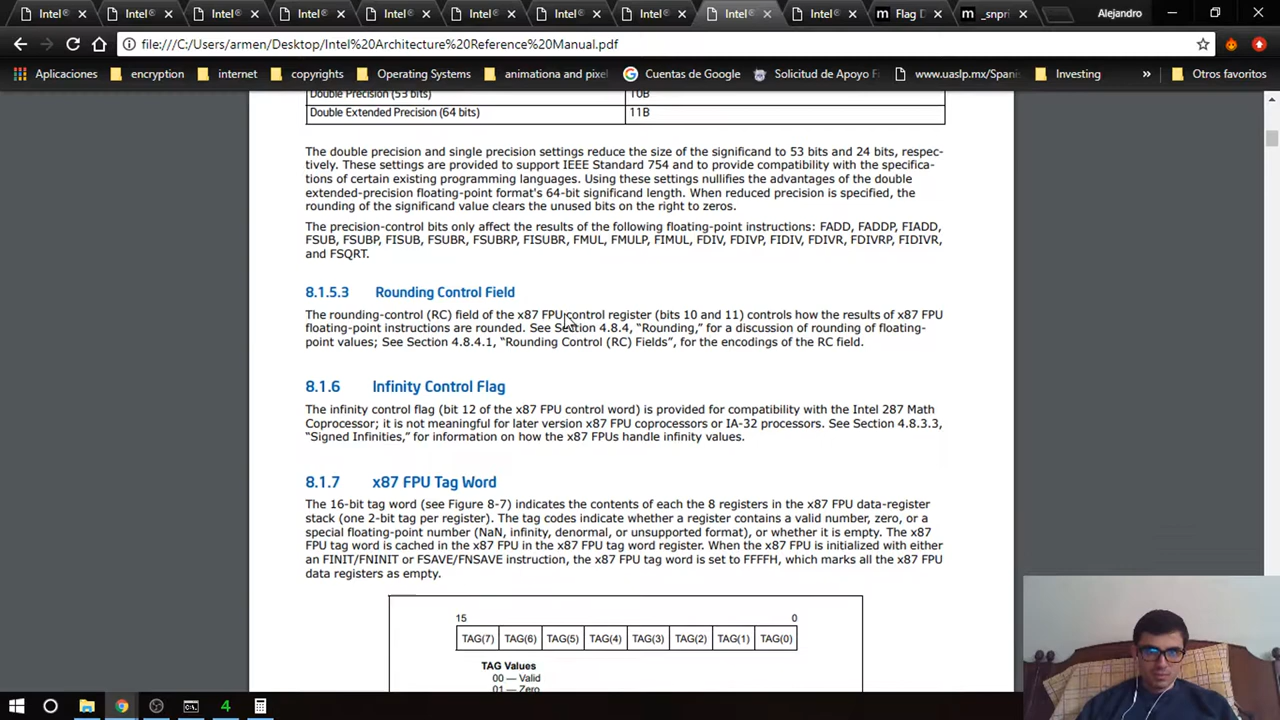 Intel®
Intel®
Intel®
Intel®
Intel®
Intel®
Intel®
Intel®
Intel®
Intel®
Flag D
_snpri
Alejandro
file:///C:/Users/armen/Desktop/Intel%20Architecture%20Reference%20Manual.pdf
Aplicaciones
encryption
internet
copyrights
Operating Systems
animationa and pixel
Cuentas de Google
Solicitud de Apoyo Fi
www.uaslp.mx/Spani
Investing
»
Otros favoritos
Double Precision (53 bits) 10B
Double Extended Precision (64 bits) 11B
The double precision and single precision settings reduce the size of the significand to 53 bits and 24 bits, respec-
tively. These settings are provided to support IEEE Standard 754 and to provide compatibility with the specifica-
tions of certain existing programming languages. Using these settings nullifies the advantages of the double
extended-precision floating-point format's 64-bit significand length. When reduced precision is specified, the
rounding of the significand value clears the unused bits on the right to zeros.
The precision-control bits only affect the results of the following floating-point instructions: FADD, FADDP, FIADD,
FSUB, FSUBP, FISUB, FSUBR, FSUBRP, FISUBR, FMUL, FMULP, FIMUL, FDIV, FDIVP, FIDIV, FDIVR, FDIVRP, FIDIVR,
and FSQRT.
8.1.5.3 Rounding Control Field
The rounding-control (RC) field of the x87 FPU control register (bits 10 and 11) controls how the results of x87 FPU
floating-point instructions are rounded. See Section 4.8.4, “Rounding,” for a discussion of rounding of floating-
point values; See Section 4.8.4.1, “Rounding Control (RC) Fields”, for the encodings of the RC field.
8.1.6 Infinity Control Flag
The infinity control flag (bit 12 of the x87 FPU control word) is provided for compatibility with the Intel 287 Math
Coprocessor; it is not meaningful for later version x87 FPU coprocessors or IA-32 processors. See Section 4.8.3.3,
“Signed Infinities,” for information on how the x87 FPUs handle infinity values.
8.1.7 x87 FPU Tag Word
The 16-bit tag word (see Figure 8-7) indicates the contents of each the 8 registers in the x87 FPU data-register
stack (one 2-bit tag per register). The tag codes indicate whether a register contains a valid number, zero, or a
special floating-point number (NaN, infinity, denormal, or unsupported format), or whether it is empty. The x87
FPU tag word is cached in the x87 FPU in the x87 FPU tag word register. When the x87 FPU is initialized with either
an FINIT/FNINIT or FSAVE/FNSAVE instruction, the x87 FPU tag word is set to FFFFH, which marks all the x87 FPU
data registers as empty.
15 0
TAG(7) TAG(6) TAG(5) TAG(4) TAG(3) TAG(2) TAG(1) TAG(0)
TAG Values
00 — Valid
01 — Zero